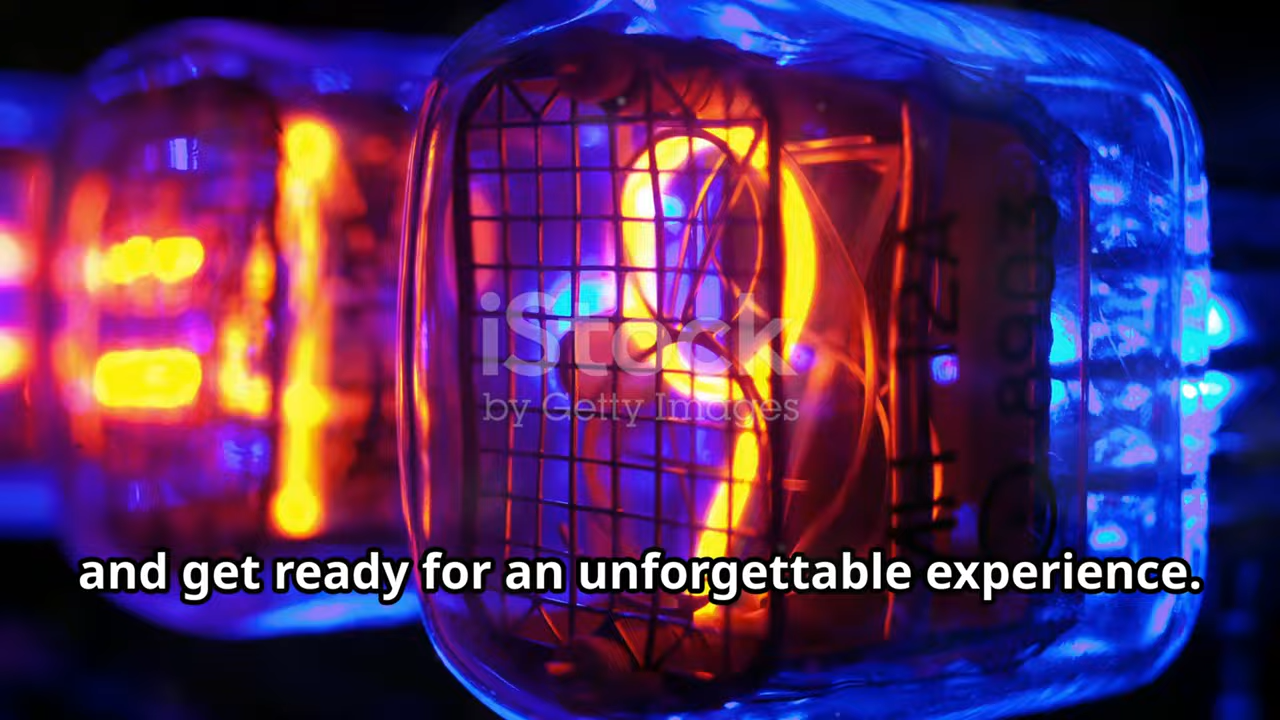 iStock
by Getty Images
and get ready for an unforgettable experience.